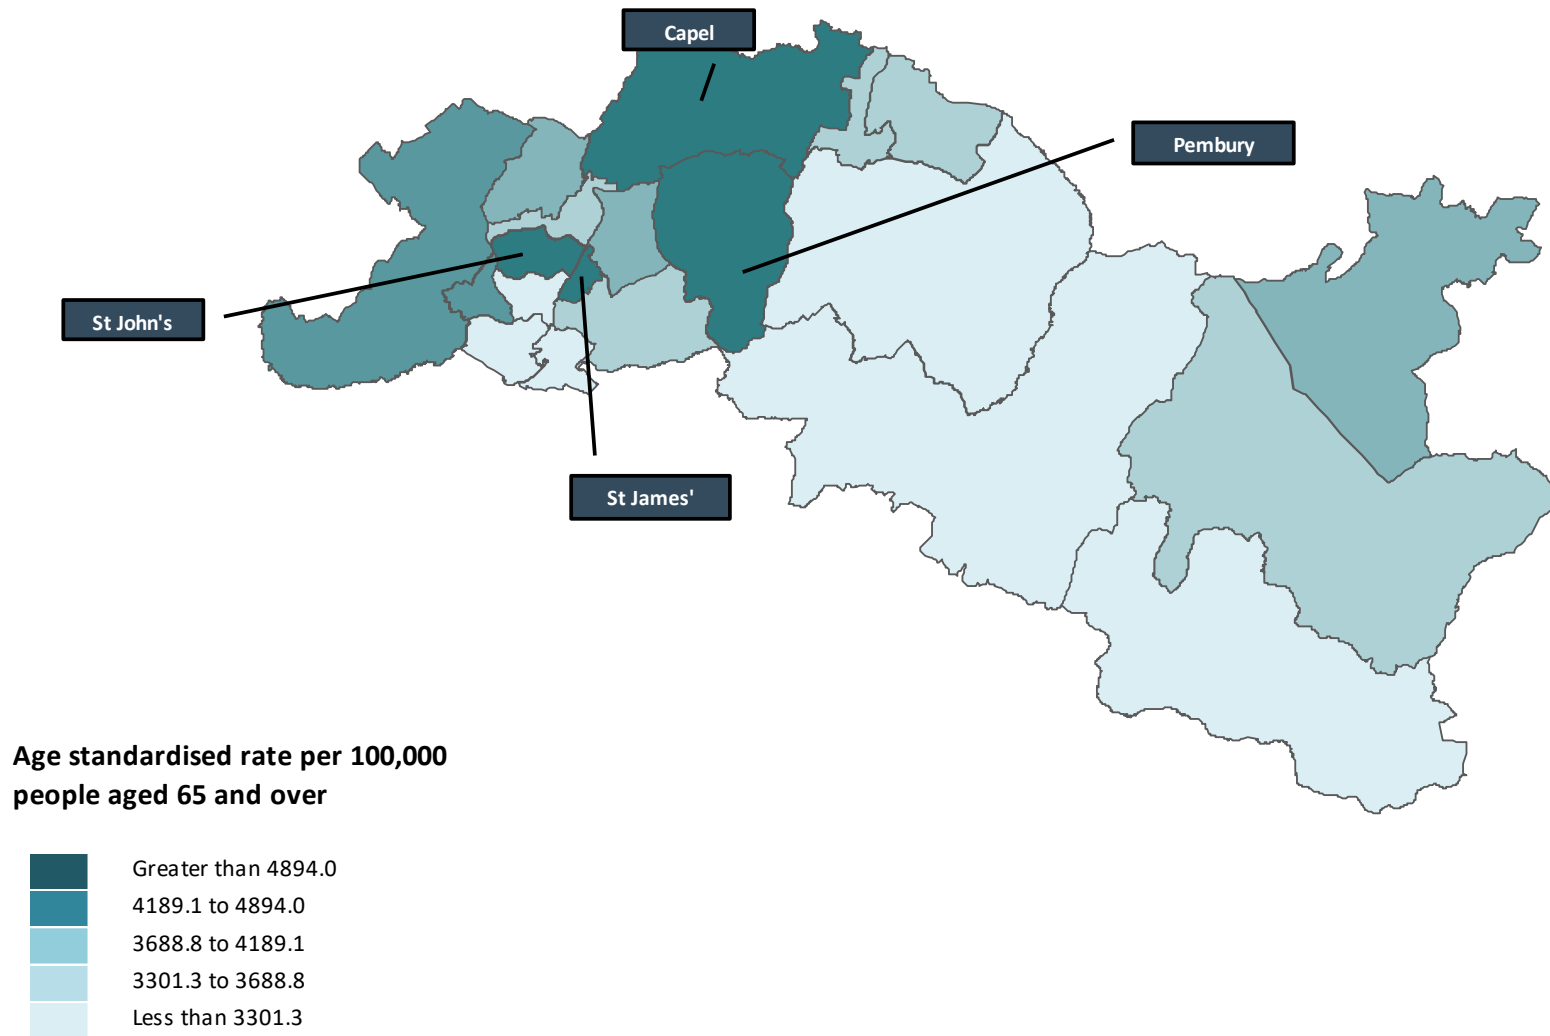 Capel
Pembury
St John's
St James'
Age standardised rate per 100,000
people aged 65 and over
Greater than 4894.0
4189.1 to 4894.0
3688.8 to 4189.1
3301.3 to 3688.8
Less than 3301.3